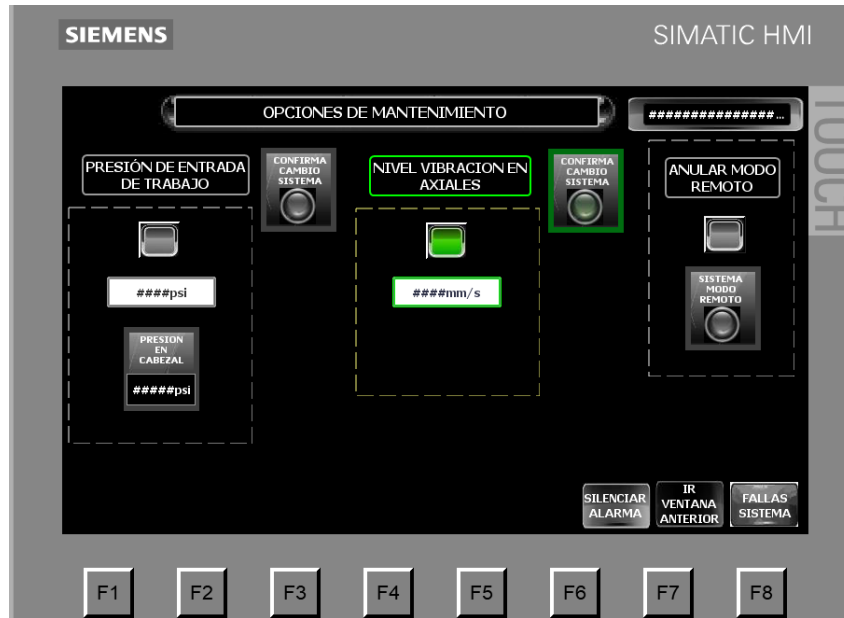 SIEMENS
SIMATIC HMI
TOUCH
OPCIONES DE MANTENIMIENTO
###############...
PRESIÓN DE ENTRADA
DE TRABAJO
CONFIRMA
CAMBIO
SISTEMA
NIVEL VIBRACION EN
AXIALES
CONFIRMA
CAMBIO
SISTEMA
ANULAR MODO
REMOTO
####psi
####mm/s
SISTEMA
MODO
REMOTO
PRESION
EN
CABEZAL
#####psi
SILENCIAR
ALARMA
IR
VENTANA
ANTERIOR
FALLAS
SISTEMA
F1
F2
F3
F4
F5
F6
F7
F8